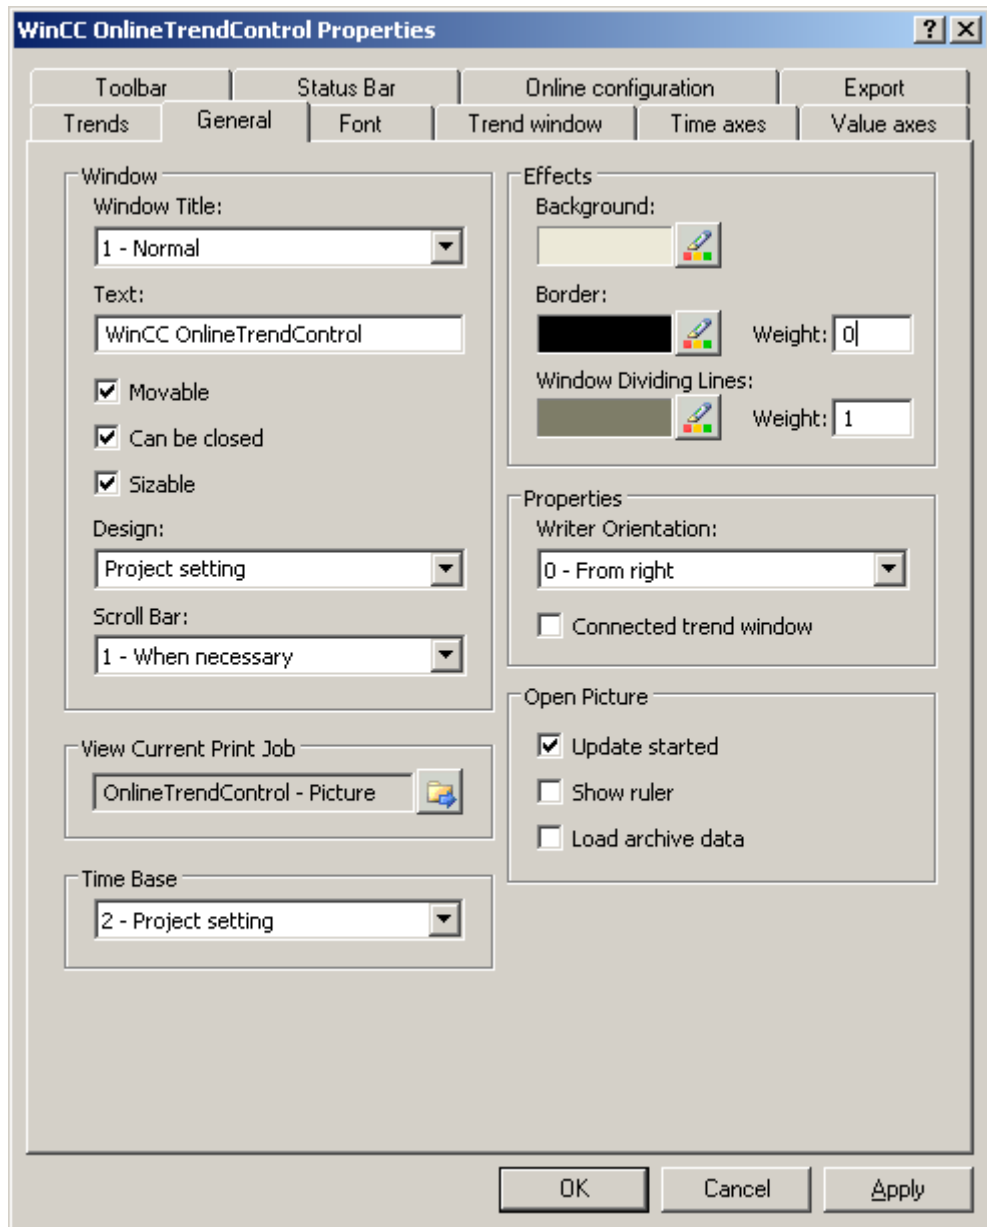 WinCC OnlineTrendControl Properties
Toolbar Status Bar Online configuration Export
Trends General Font Trend window Time axes Value axes
Window
Window Title:
1 - Normal
Text:
WinCC OnlineTrendControl
Movable
Can be closed
Sizable
Design:
Project setting
Scroll Bar:
1 - When necessary
View Current Print Job
OnlineTrendControl - Picture
Time Base
2 - Project setting
Effects
Background:
Border:
Weight: 0
Window Dividing Lines:
Weight: 1
Properties
Writer Orientation:
0 - From right
Connected trend window
Open Picture
Update started
Show ruler
Load archive data
OK Cancel Apply